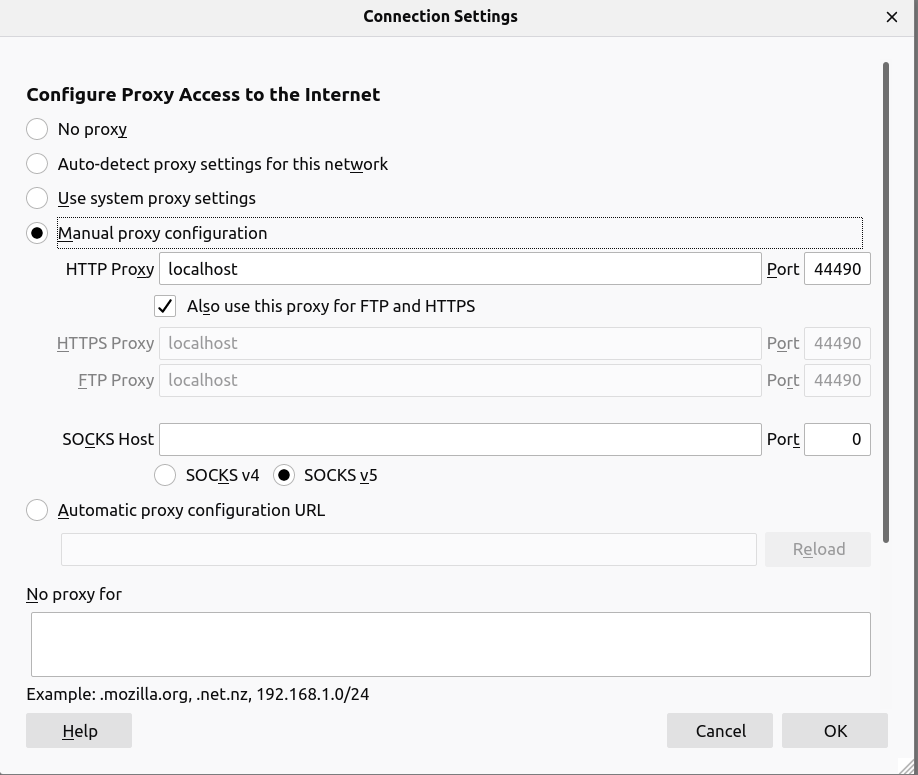 Connection Settings
Configure Proxy Access to the Internet
No proxy
Auto-detect proxy settings for this network
Use system proxy settings
Manual proxy configuration
HTTP Proxy localhost Port 44490
Also use this proxy for FTP and HTTPS
HTTPS Proxy localhost Port 44490
FTP Proxy localhost Port 44490
SOCKS Host Port 0
SOCKS v4 SOCKS v5
Automatic proxy configuration URL
Reload
No proxy for
Example: .mozilla.org, .net.nz, 192.168.1.0/24
Help Cancel OK